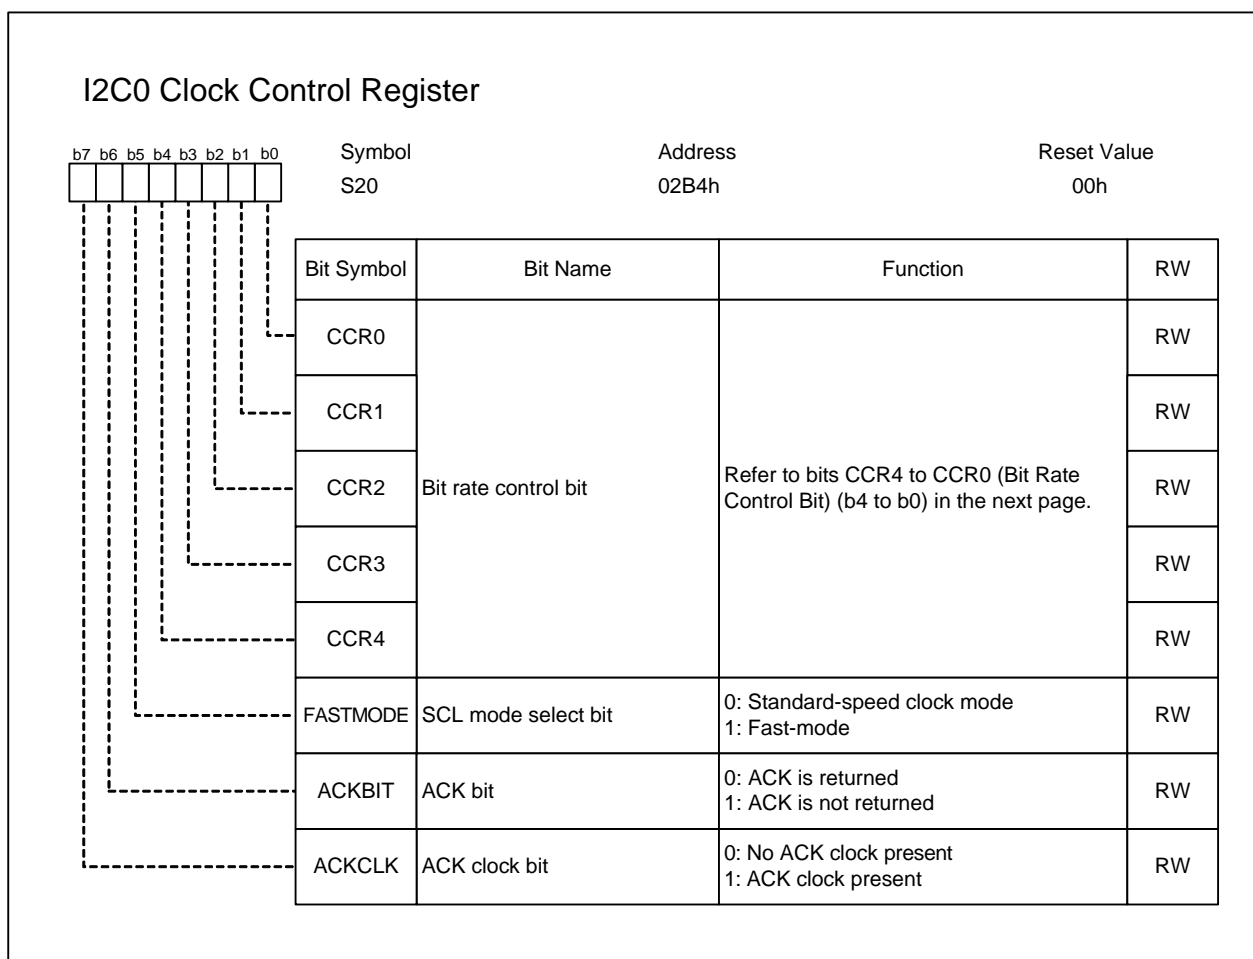 I2C0 Clock Control Register
b7 b6 b5 b4 b3 b2 b1 b0
Symbol Address Reset Value
S20 02B4h 00h
Bit Symbol Bit Name Function RW
CCR0 RW
CCR1 RW
CCR2 Bit rate control bit Refer to bits CCR4 to CCR0 (Bit Rate
Control Bit) (b4 to b0) in the next page. RW
CCR3 RW
CCR4 RW
FASTMODE SCL mode select bit 0: Standard-speed clock mode
1: Fast-mode RW
ACKBIT ACK bit 0: ACK is returned
1: ACK is not returned RW
ACKCLK ACK clock bit 0: No ACK clock present
1: ACK clock present RW